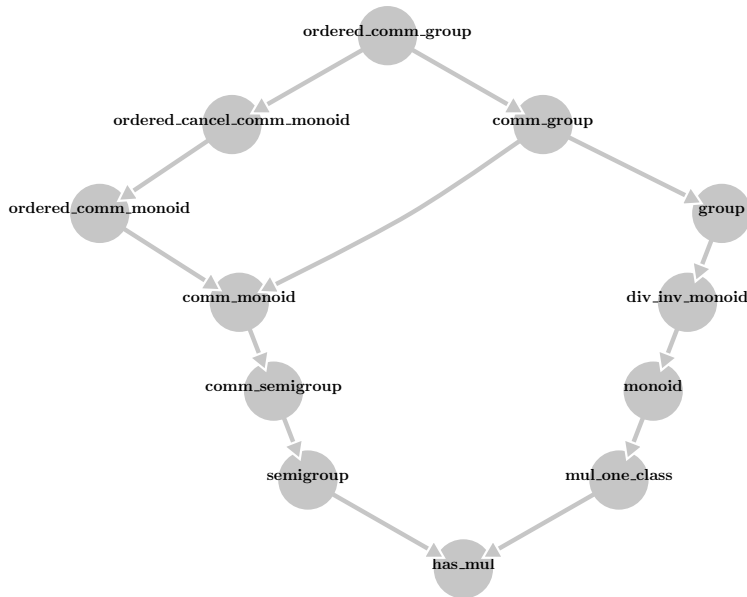 ordered_comm_group
ordered_cancel_comm_monoid
comm_group
ordered_comm_monoid
group
comm_monoid
div_inv_monoid
comm_semigroup
monoid
semigroup
mul_one_class
has_mul